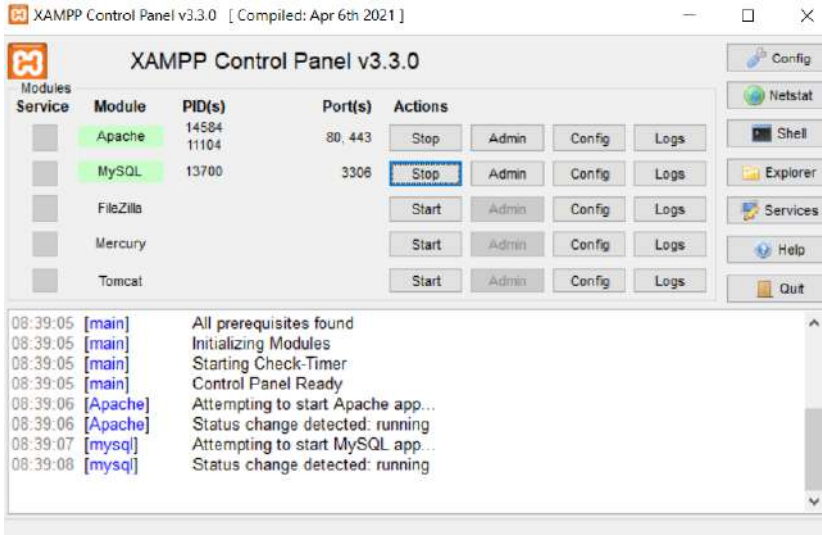 XAMPP Control Panel v3.3.0 [ Compiled: Apr 6th 2021 ]
XAMPP Control Panel v3.3.0
Config
Modules
Service Module PID(s) Port(s) Actions
Netstat
Apache 14584 11104 80, 443 Stop Admin Config Logs
Shell
MySQL 13700 3306 Stop Admin Config Logs
Explorer
FileZilla Start Admin Config Logs
Services
Mercury Start Admin Config Logs
Help
Tomcat Start Admin Config Logs
Quit
08:39:05 [main] All prerequisites found
08:39:05 [main] Initializing Modules
08:39:05 [main] Starting Check-Timer
08:39:05 [main] Control Panel Ready
08:39:06 [Apache] Attempting to start Apache app...
08:39:06 [Apache] Status change detected: running
08:39:07 [mysql] Attempting to start MySQL app...
08:39:08 [mysql] Status change detected: running